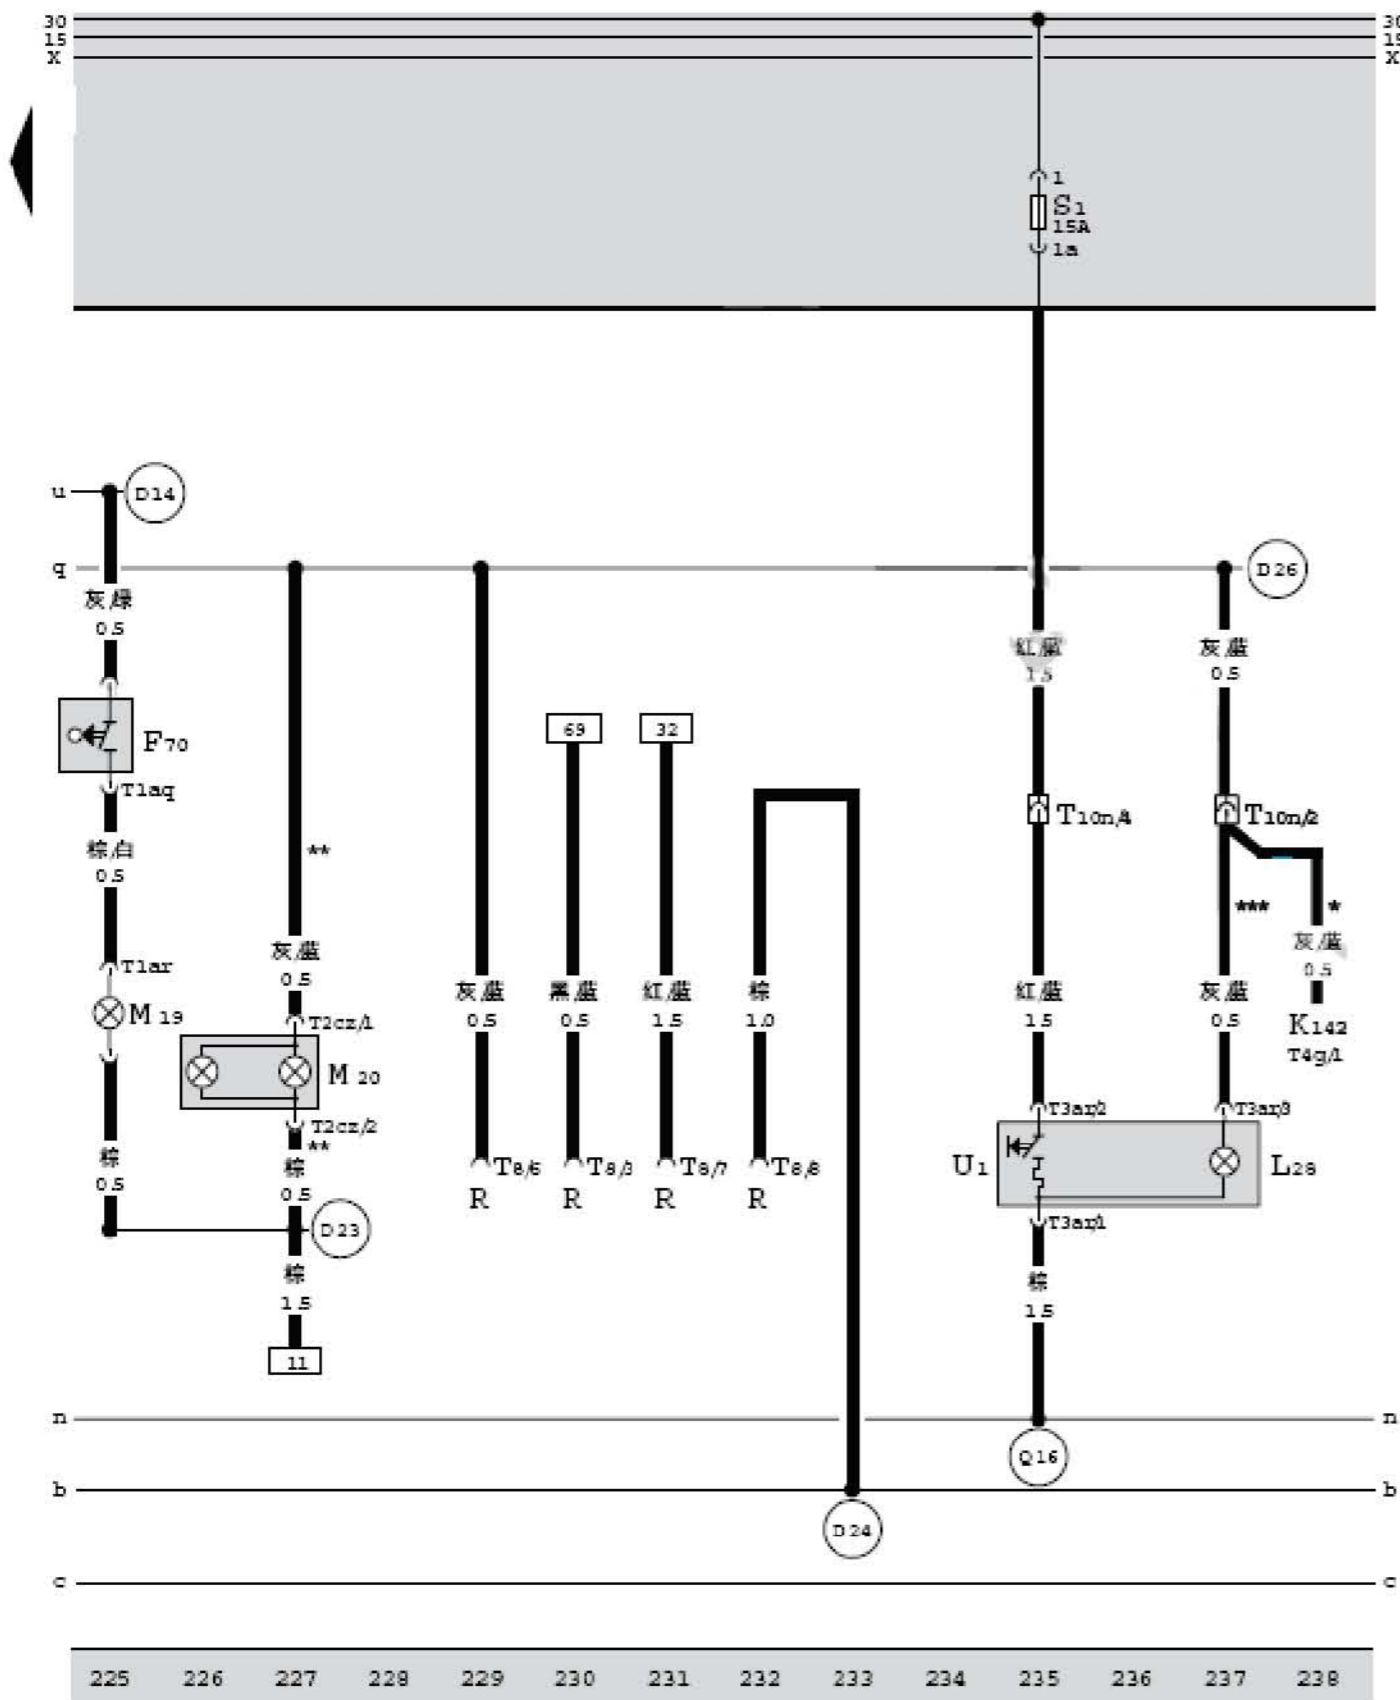 30 30
15 15
X X
1
S1
15A
1a
u D14
q D26
灰/绿
0.5
红/蓝
1.5
灰/蓝
0.5
F70
69 32
T1aq
T10n/4 T10n/2
棕/白
0.5
**
*** *
T1ar
灰/蓝
0.5
灰/蓝
0.5
灰/蓝
0.5
黑/蓝
0.5
红/蓝
1.5
棕
1.0
红/蓝
1.5
灰/蓝
0.5
M19
T2cz/1
K142
T4g/1
M20
T3ar/2 T3ar/3
T2cz/2
**
棕
0.5
棕
0.5
T8/6 T8/3 T8/7 T8/8
R R R R
U1 L28
T3ar/1
D23
棕
1.5
棕
1.5
11
n n
Q16
b b
D24
c c
225 226 227 228 229 230 231 232 233 234 235 236 237 238